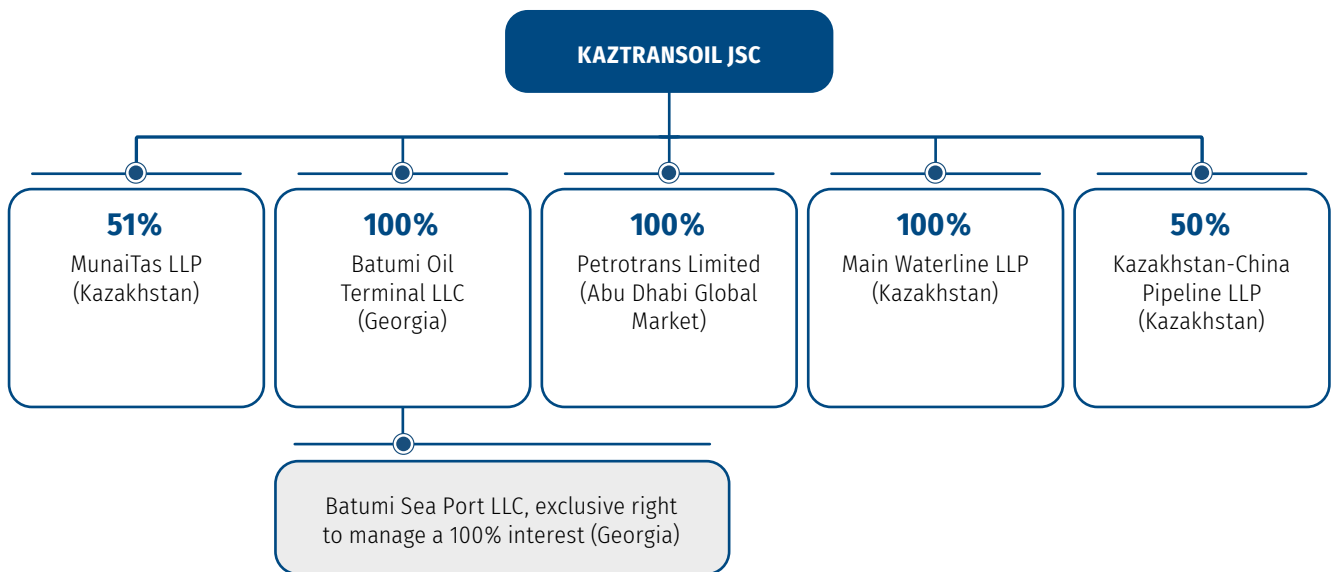 KAZTRANSOIL JSC
51%
MunaiTas LLP
(Kazakhstan)
100%
Batumi Oil
Terminal LLC
(Georgia)
100%
Petrotrans Limited
(Abu Dhabi Global
Market)
100%
Main Waterline LLP
(Kazakhstan)
50%
Kazakhstan-China
Pipeline LLP
(Kazakhstan)
Batumi Sea Port LLC, exclusive right
to manage a 100% interest (Georgia)